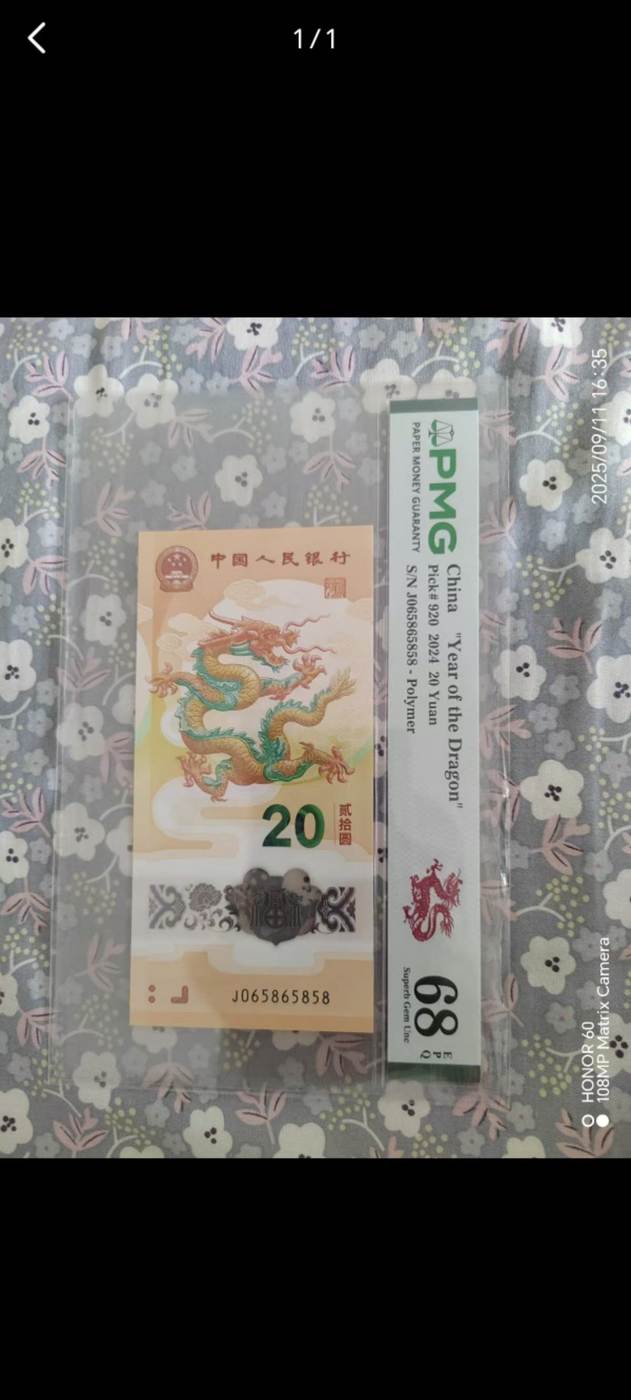 1/1
PMG
PAPER MONEY GUARANTY
China "Year of the Dragon"
Pick# 920 2024 20 Yuan
S/N J065865858 - Polymer
68
EPQ
Superb Gem Unc
中国人民银行
20
贰拾圆
J065865858
2025/09/11 16:35
HONOR 60
108MP Matrix Camera